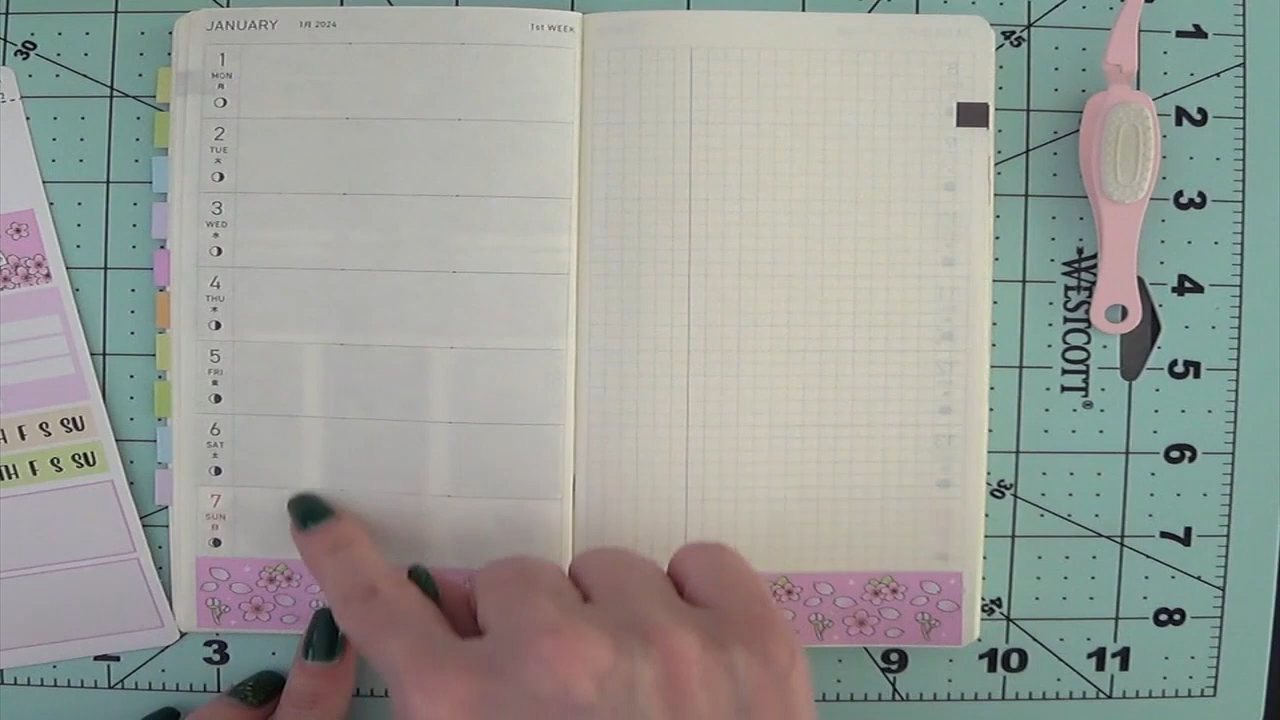 JANUARY 1月 2024 1st WEEK
1
MON
月
2
TUE
火
3
WED
水
4
THU
木
5
FRI
金
6
SAT
土
7
SUN
日
H F S SU
TH F S SU
WESTCOTT®
30
45
1
2
3
4
5
6
7
8
30
3
9
10
11